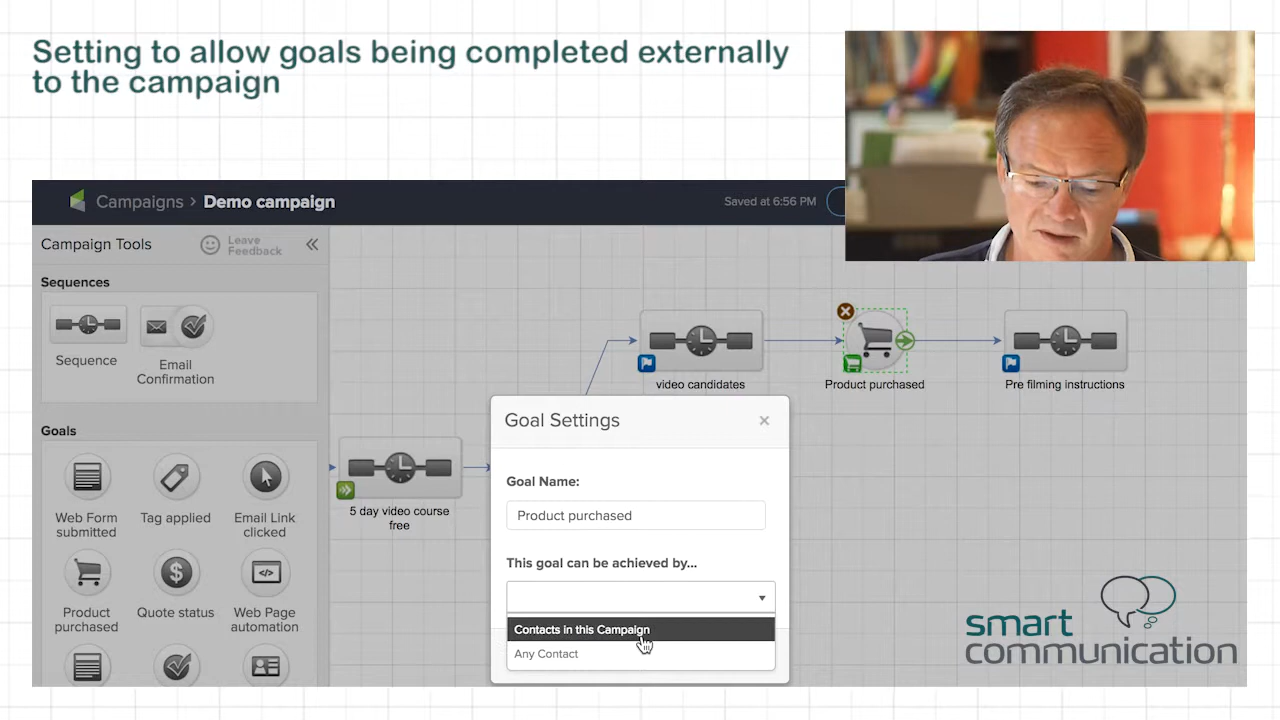 Setting to allow goals being completed externally
to the campaign
Campaigns > Demo campaign
Saved at 6:56 PM
Campaign Tools
Leave
Feedback
Sequences
Sequence
Email
Confirmation
Goals
Web Form
submitted
Tag applied
Email Link
clicked
Product
purchased
Quote status
Web Page
automation
5 day video course
free
video candidates
Product purchased
Pre filming instructions
Goal Settings
Goal Name:
Product purchased
This goal can be achieved by...
Contacts in this Campaign
Any Contact
smart
communication